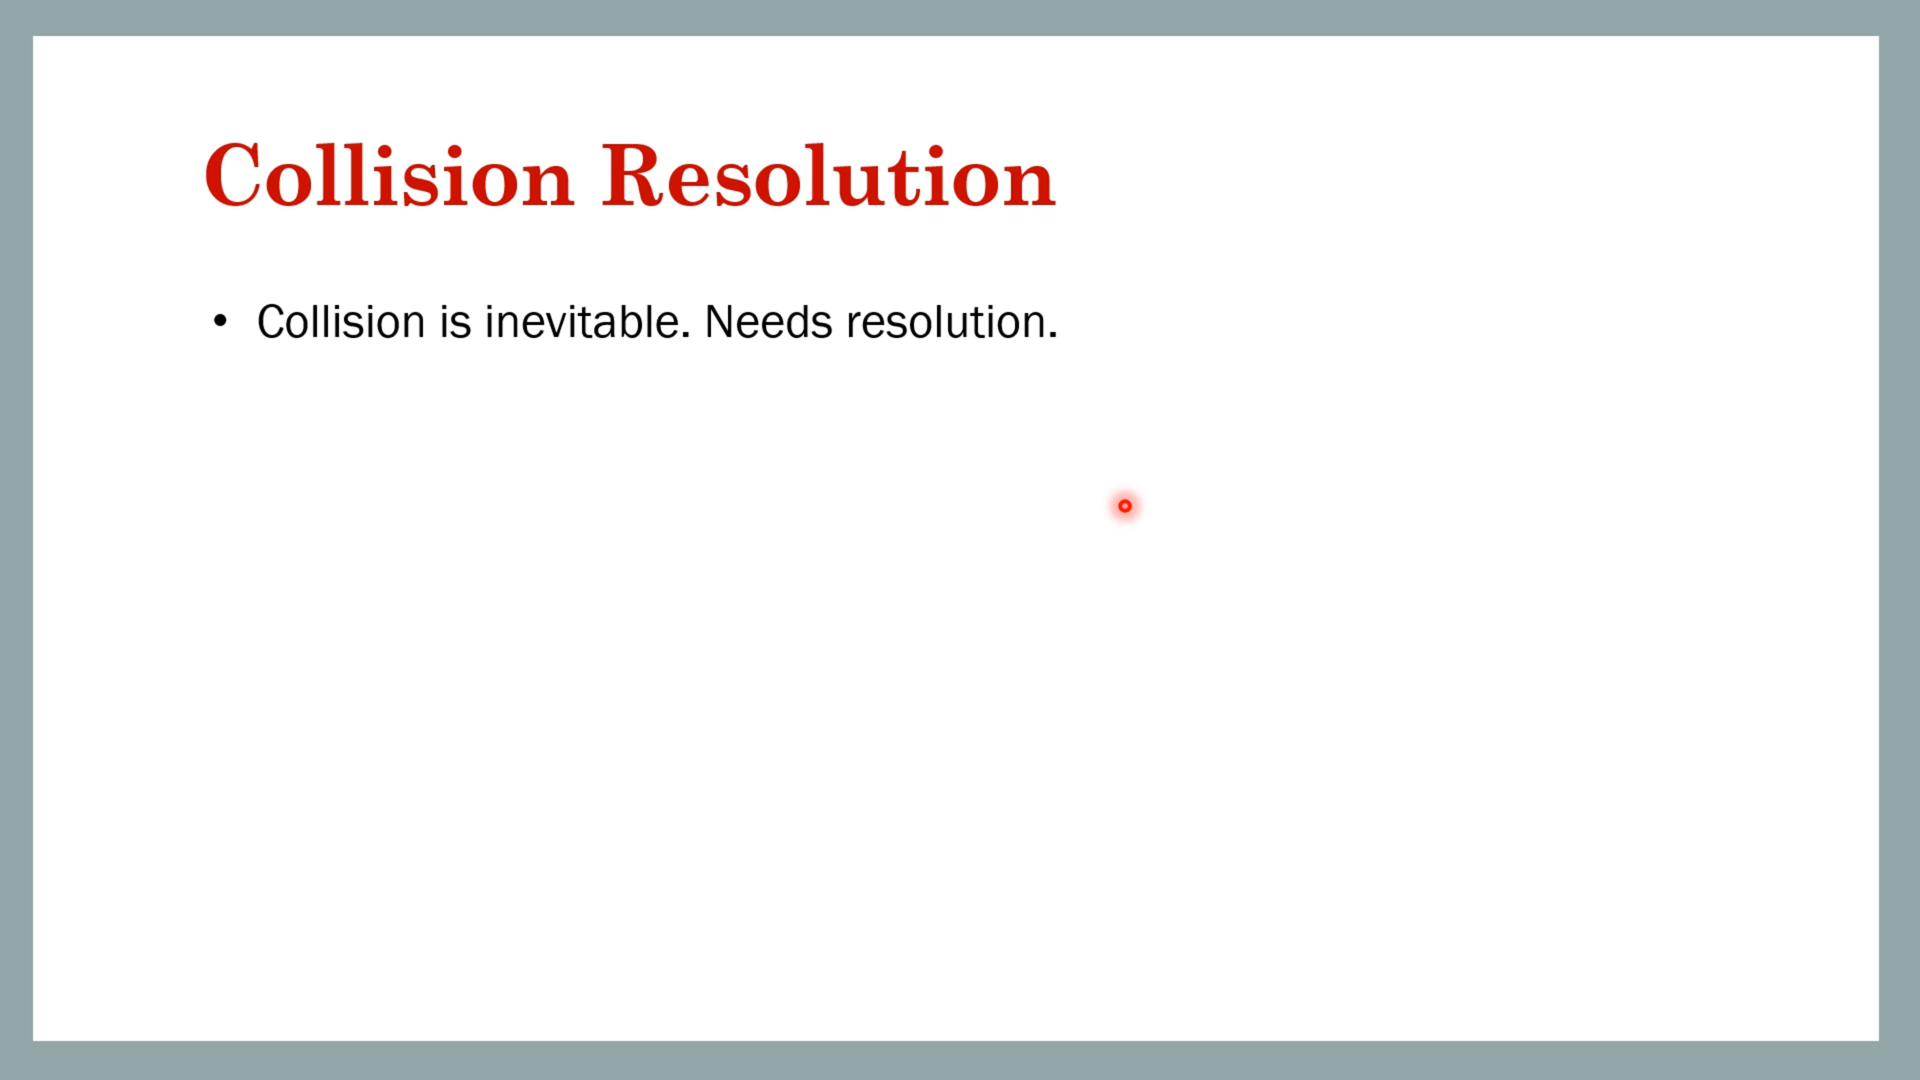 Collision Resolution
• Collision is inevitable. Needs resolution.